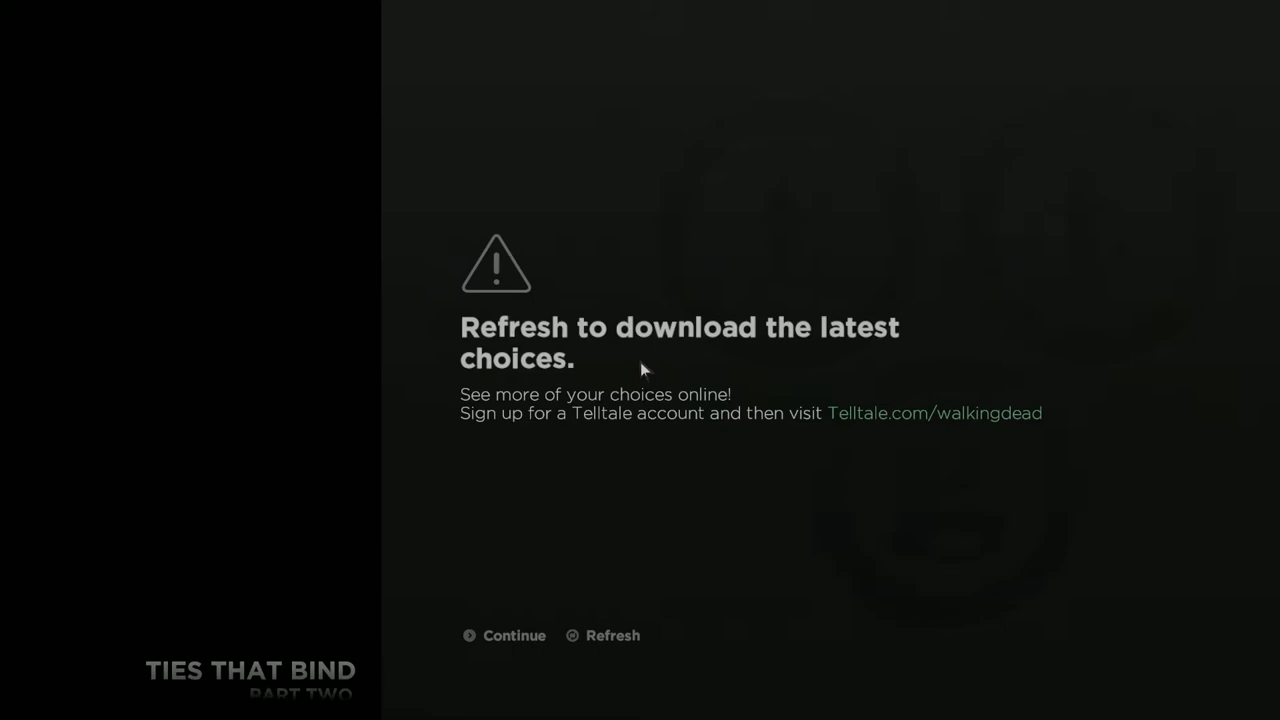 Refresh to download the latest
choices.
See more of your choices online!
Sign up for a Telltale account and then visit Telltale.com/walkingdead
Continue Refresh
TIES THAT BIND
PART TWO